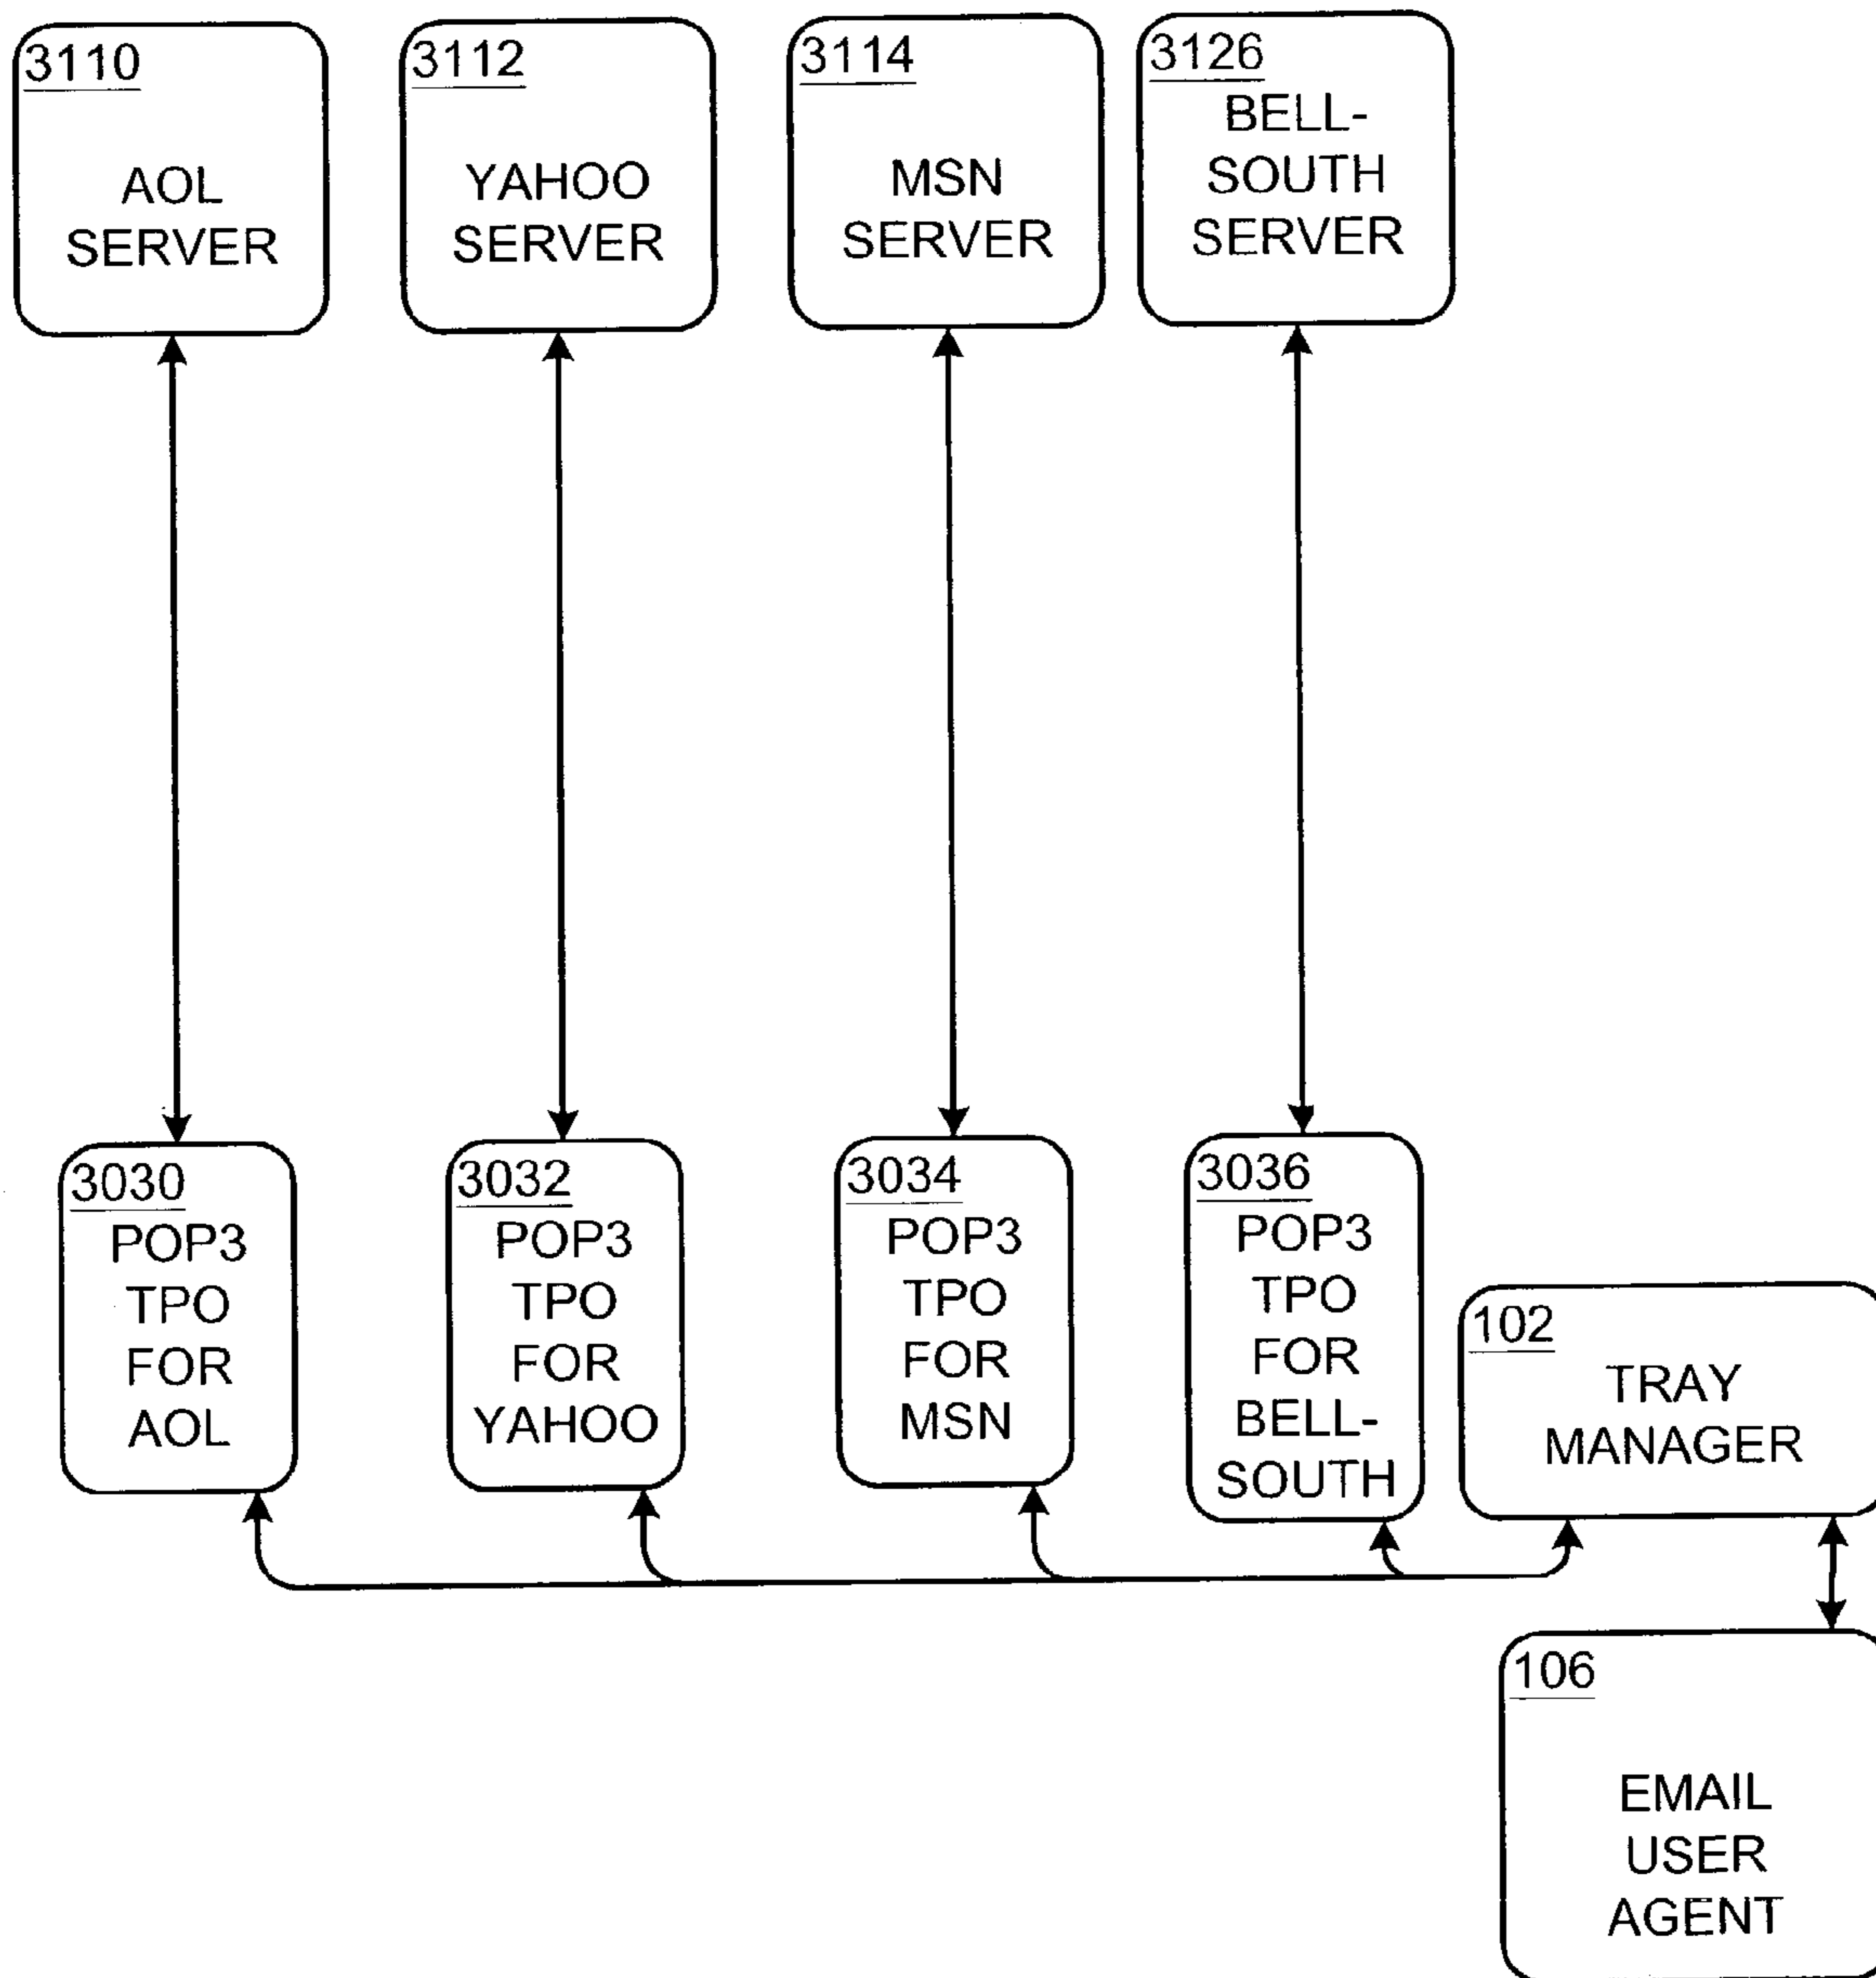 3110
AOL
SERVER
3112
YAHOO
SERVER
3114
MSN
SERVER
3126
BELL-
SOUTH
SERVER
3030
POP3
TPO
FOR
AOL
3032
POP3
TPO
FOR
YAHOO
3034
POP3
TPO
FOR
MSN
3036
POP3
TPO
FOR
BELL-
SOUTH
102
TRAY
MANAGER
106
EMAIL
USER
AGENT